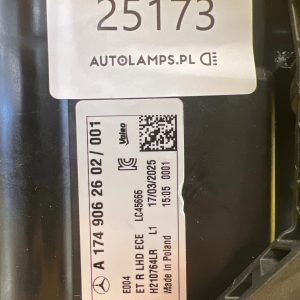 25173
AUTOLAMPS.PL
A 174 906 26 02 / 001
Valeo
E004
ET R LHD ECE LC45666
H210764LR L1 17/03/2025
Made in Poland 15:05 0001